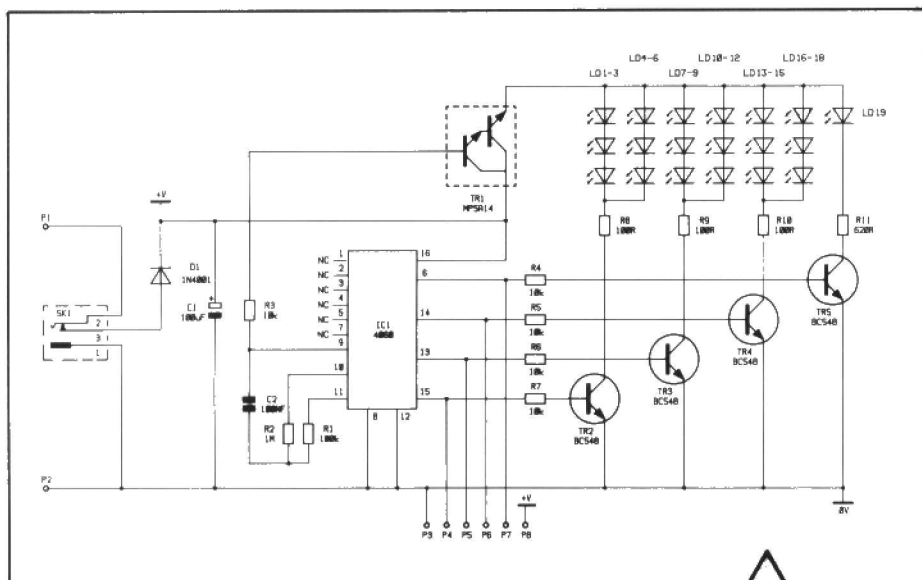 LD4-6 LD10-12 LD16-18
LD1-3 LD7-9 LD13-15
LD19
TR1
MPSA14
+V
P1
D1
1N4001
C1
+
100uF
R3
10k
SK1
2
3
1
NC 1
NC 2
NC 3
NC 4
NC 5
NC 7
9
10
11
IC1
4060
16
6
14
13
15
8
12
R4
10k
R5
10k
R6
10k
R7
10k
R8
100R
R9
100R
R10
100R
R11
620R
TR5
BC548
TR4
BC548
TR3
BC548
TR2
BC548
C2
100NF
R2
1M
R1
100k
P2
+V
0V
P3 P4 P5 P6 P7 P8